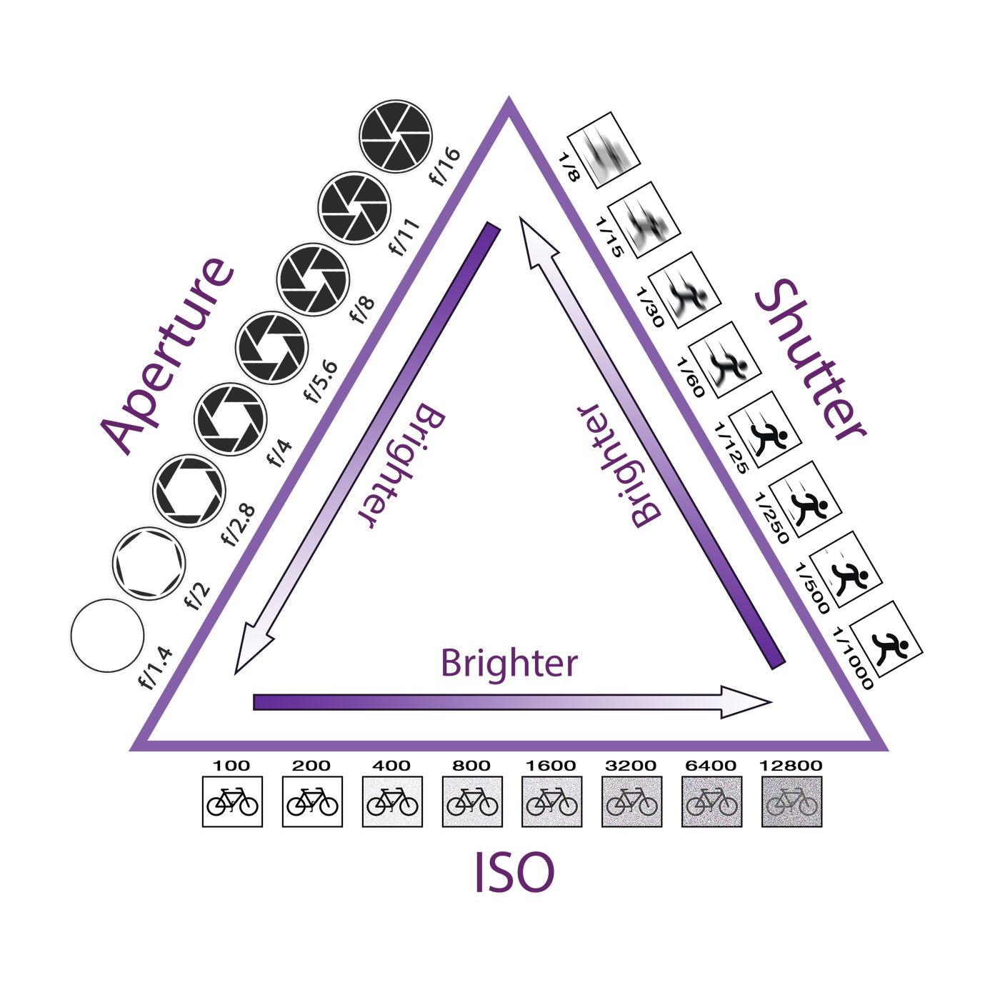 Aperture
f/16
f/11
f/8
f/5.6
f/4
f/2.8
f/2
f/1.4
Shutter
1/8
1/15
1/30
1/60
1/125
1/250
1/500
1/1000
Brighter
Brighter
Brighter
100 200 400 800 1600 3200 6400 12800
ISO